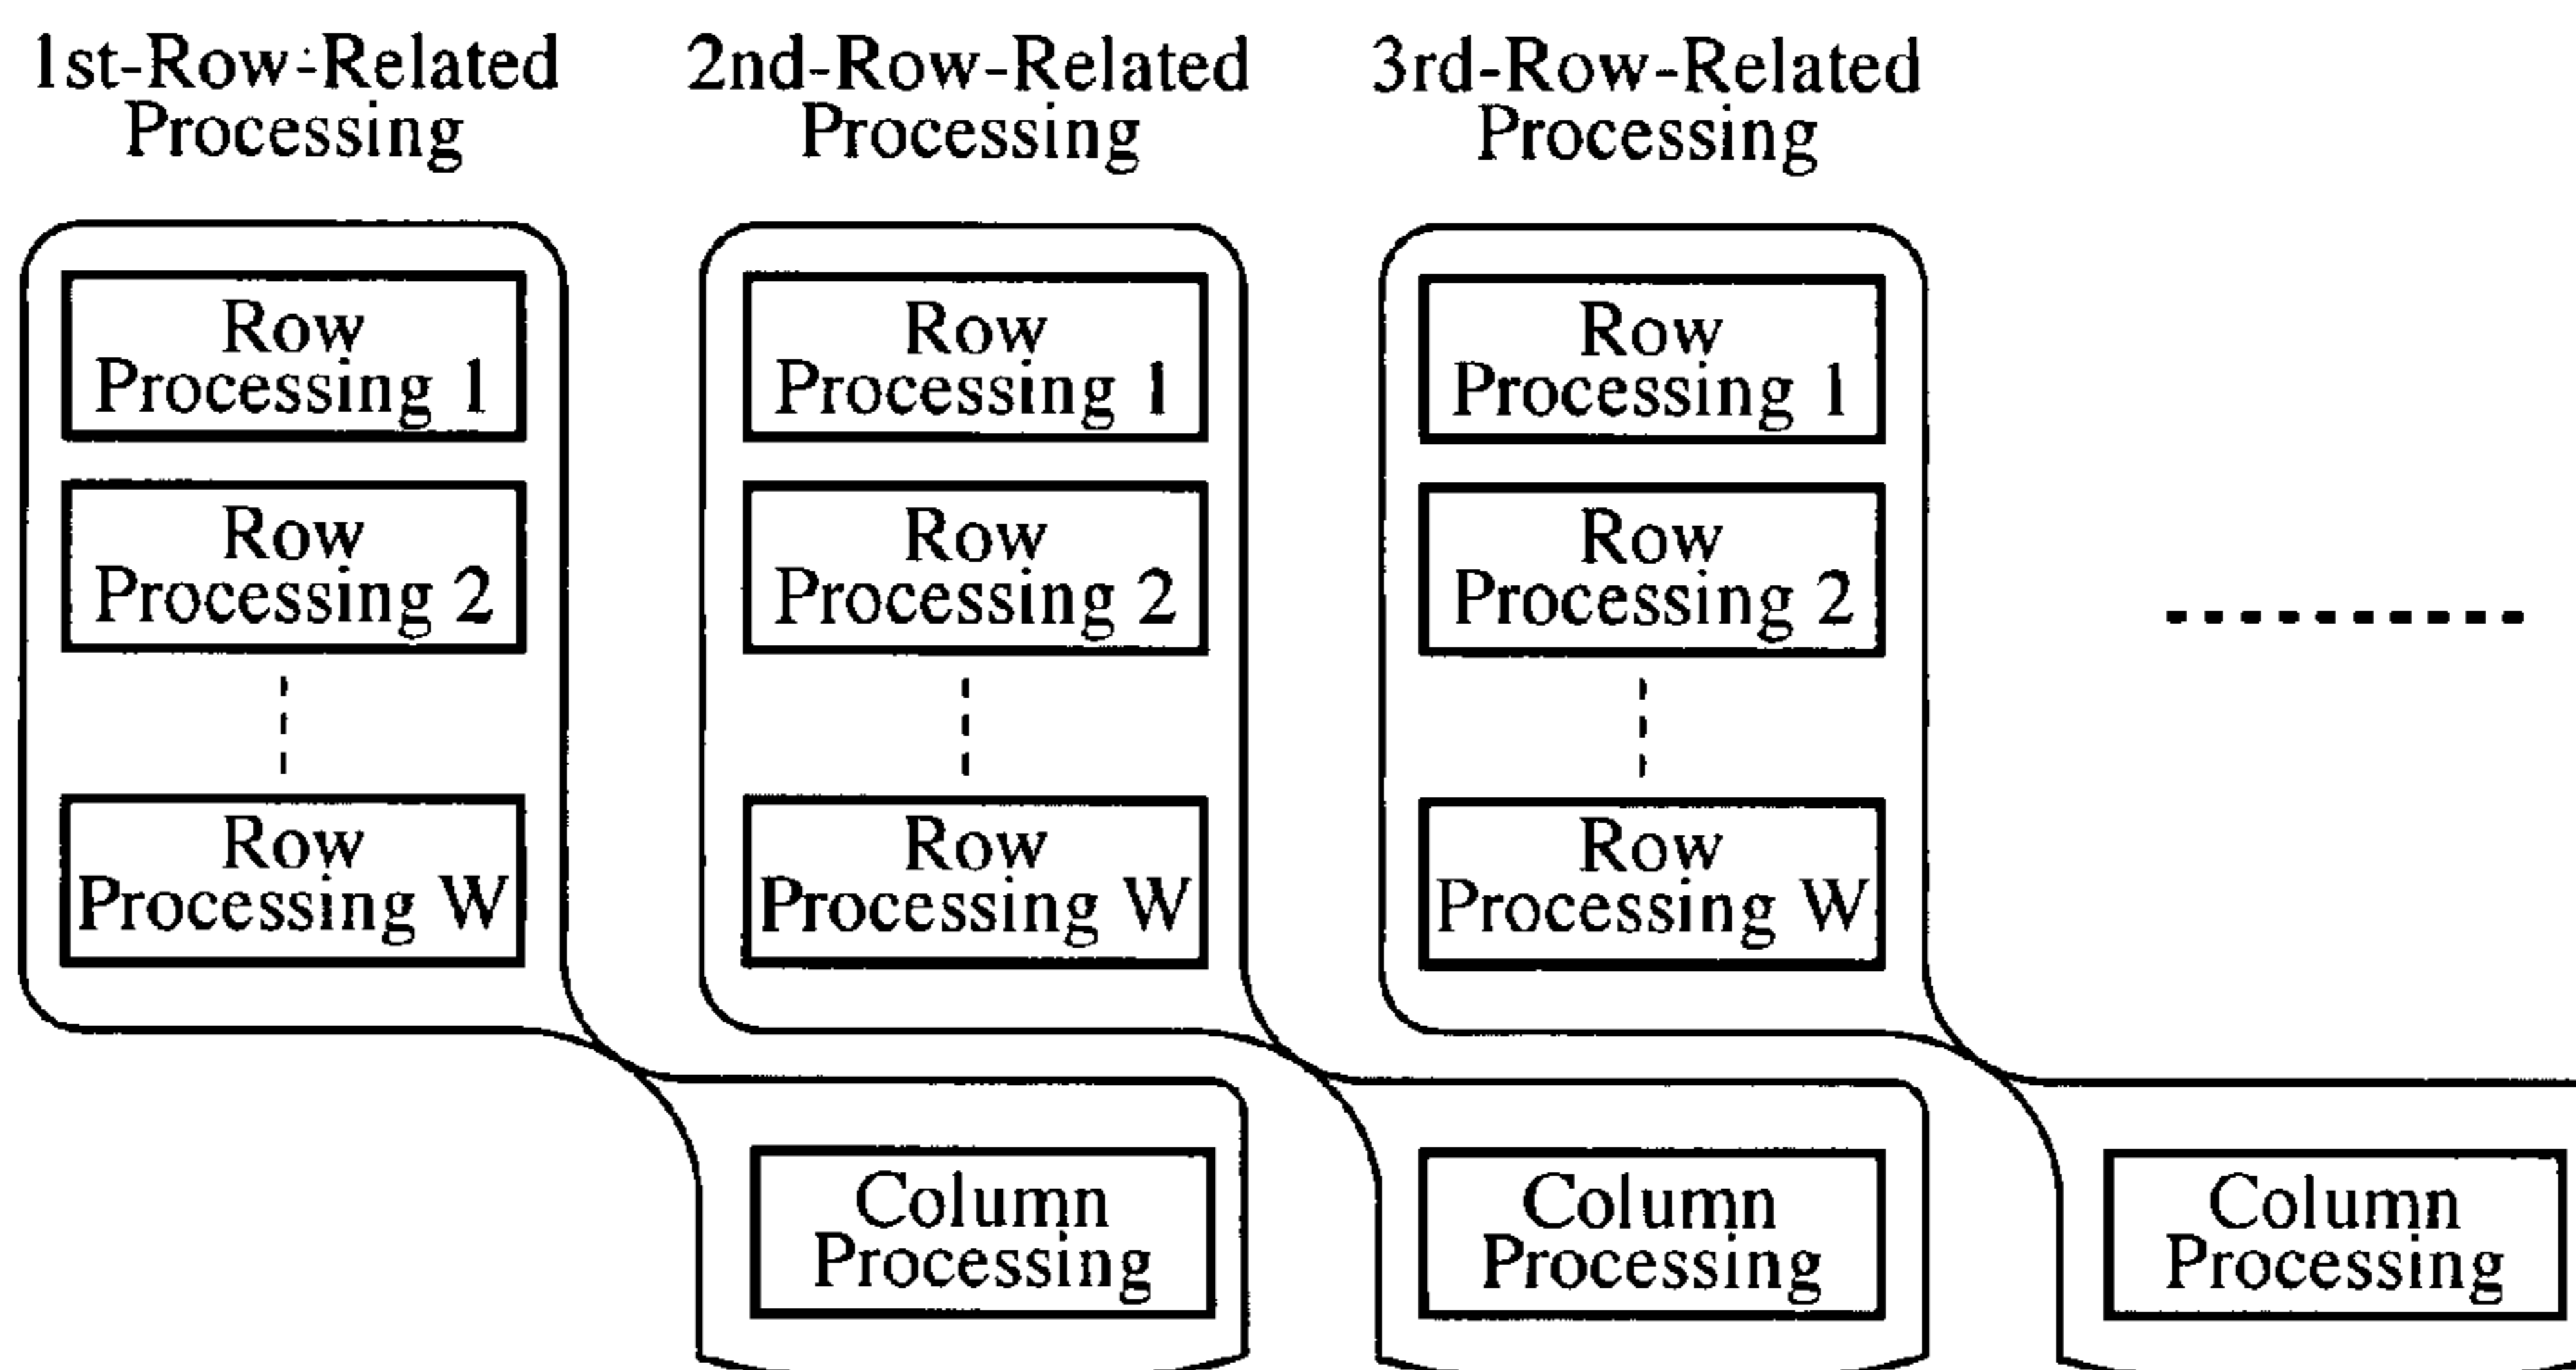 1st-Row-Related
Processing
2nd-Row-Related
Processing
3rd-Row-Related
Processing
Row
Processing 1
Row
Processing 2
Row
Processing W
Row
Processing 1
Row
Processing 2
Row
Processing W
Row
Processing 1
Row
Processing 2
Row
Processing W
Column
Processing
Column
Processing
Column
Processing